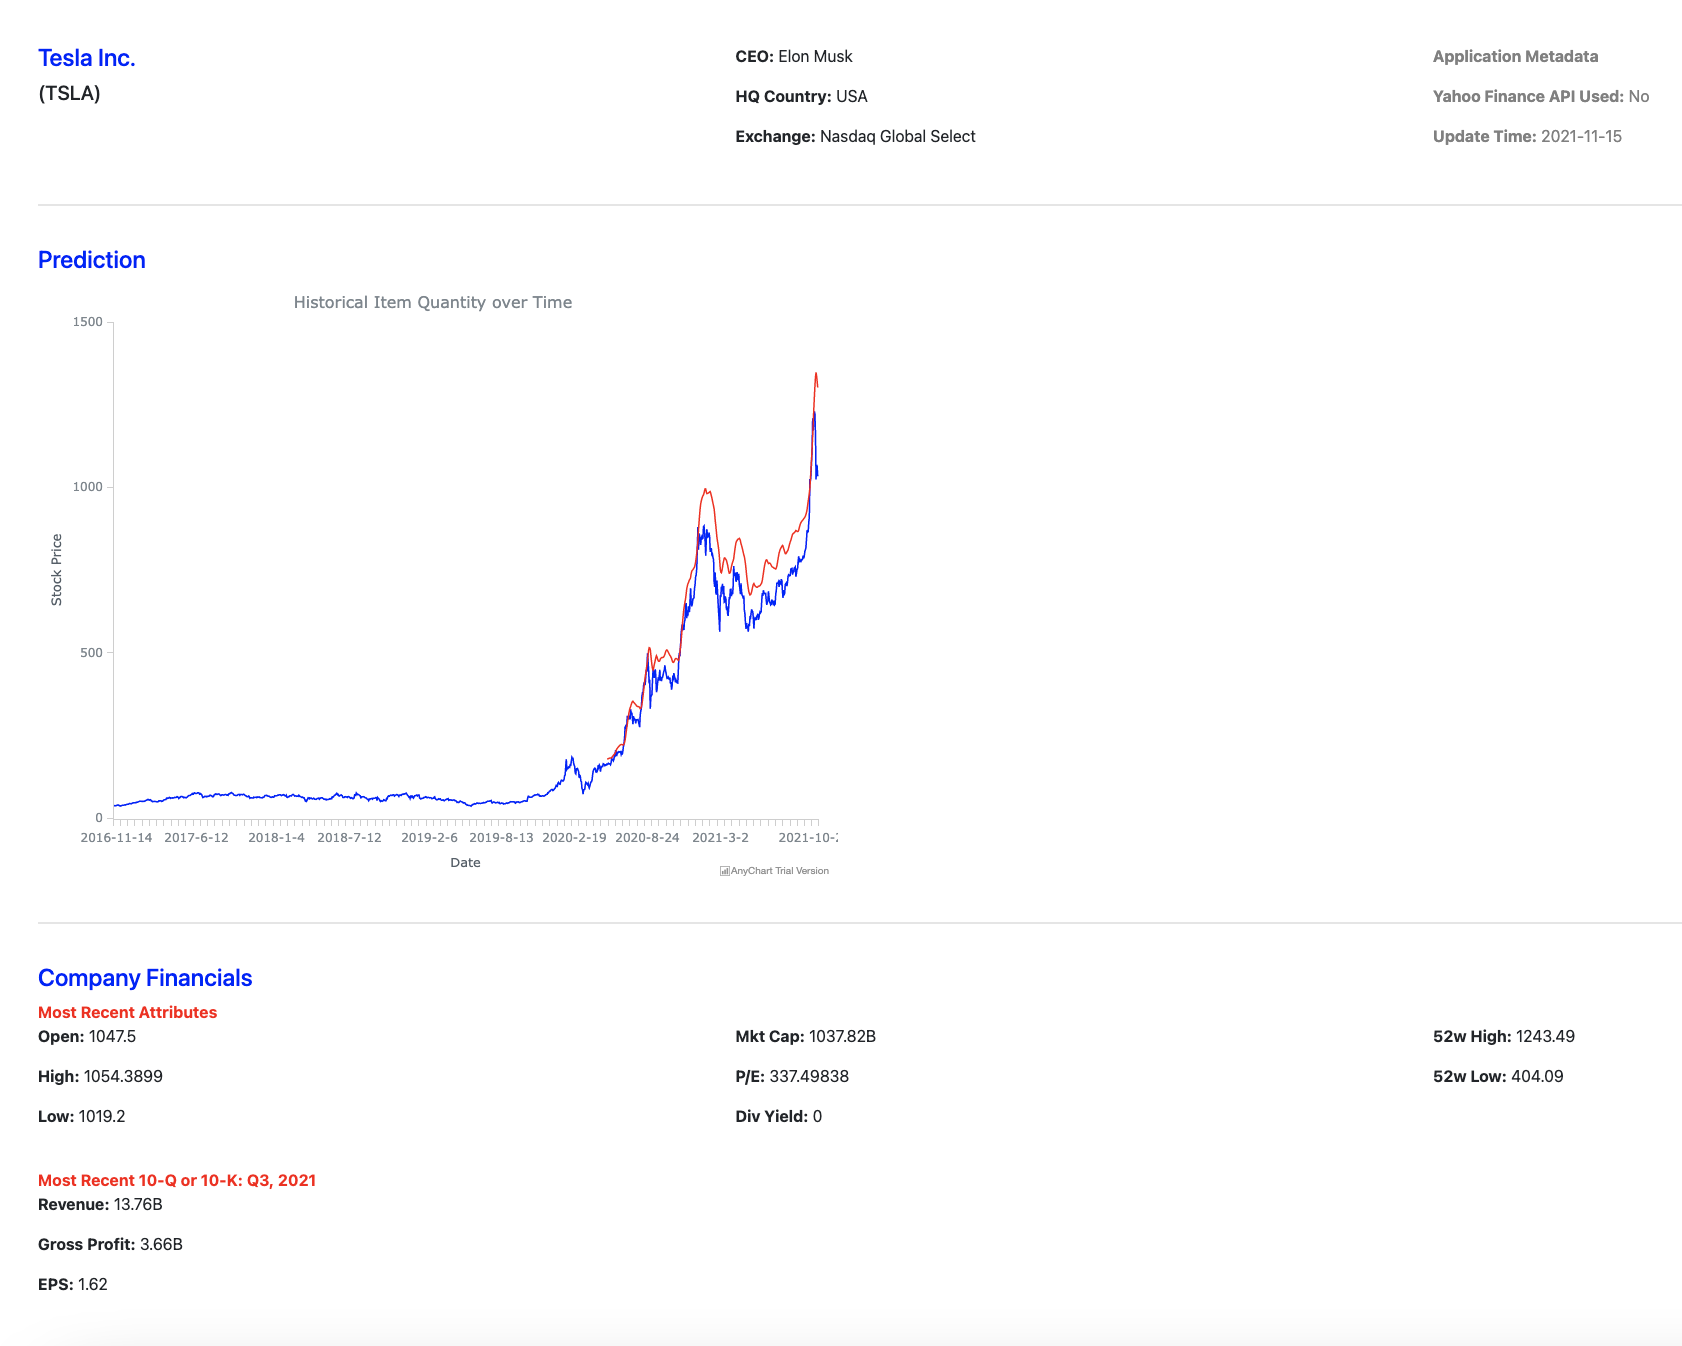 Tesla Inc.
(TSLA)
CEO: Elon Musk
HQ Country: USA
Exchange: Nasdaq Global Select
Application Metadata
Yahoo Finance API Used: No
Update Time: 2021-11-15
Prediction
Historical Item Quantity over Time
1500
1000
500
0
Stock Price
2016-11-14 2017-6-12 2018-1-4 2018-7-12 2019-2-6 2019-8-13 2020-2-19 2020-8-24 2021-3-2 2021-10-
Date
AnyChart Trial Version
Company Financials
Most Recent Attributes
Open: 1047.5
High: 1054.3899
Low: 1019.2
Mkt Cap: 1037.82B
P/E: 337.49838
Div Yield: 0
52w High: 1243.49
52w Low: 404.09
Most Recent 10-Q or 10-K: Q3, 2021
Revenue: 13.76B
Gross Profit: 3.66B
EPS: 1.62